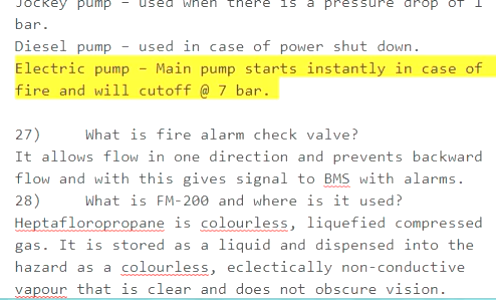 Jockey pump – used when there is a pressure drop of 1
bar.
Diesel pump – used in case of power shut down.
Electric pump – Main pump starts instantly in case of
fire and will cutoff @ 7 bar.
27) What is fire alarm check valve?
It allows flow in one direction and prevents backward
flow and with this gives signal to BMS with alarms.
28) What is FM-200 and where is it used?
Heptafloropropane is colourless, liquefied compressed
gas. It is stored as a liquid and dispensed into the
hazard as a colourless, eclectically non-conductive
vapour that is clear and does not obscure vision.